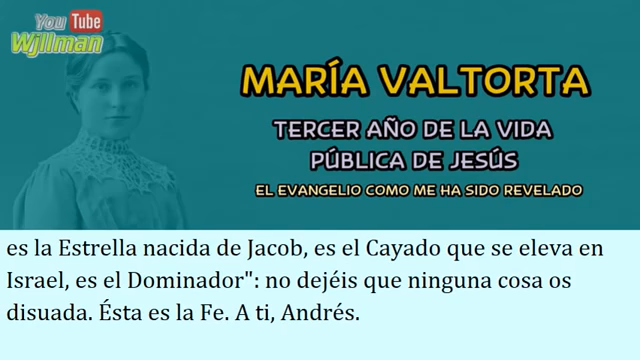 You Tube
Wjllman
MARÍA VALTORTA
TERCER AÑO DE LA VIDA
PÚBLICA DE JESÚS
EL EVANGELIO COMO ME HA SIDO REVELADO
es la Estrella nacida de Jacob, es el Cayado que se eleva en
Israel, es el Dominador": no dejéis que ninguna cosa os
disuada. Ésta es la Fe. A ti, Andrés.